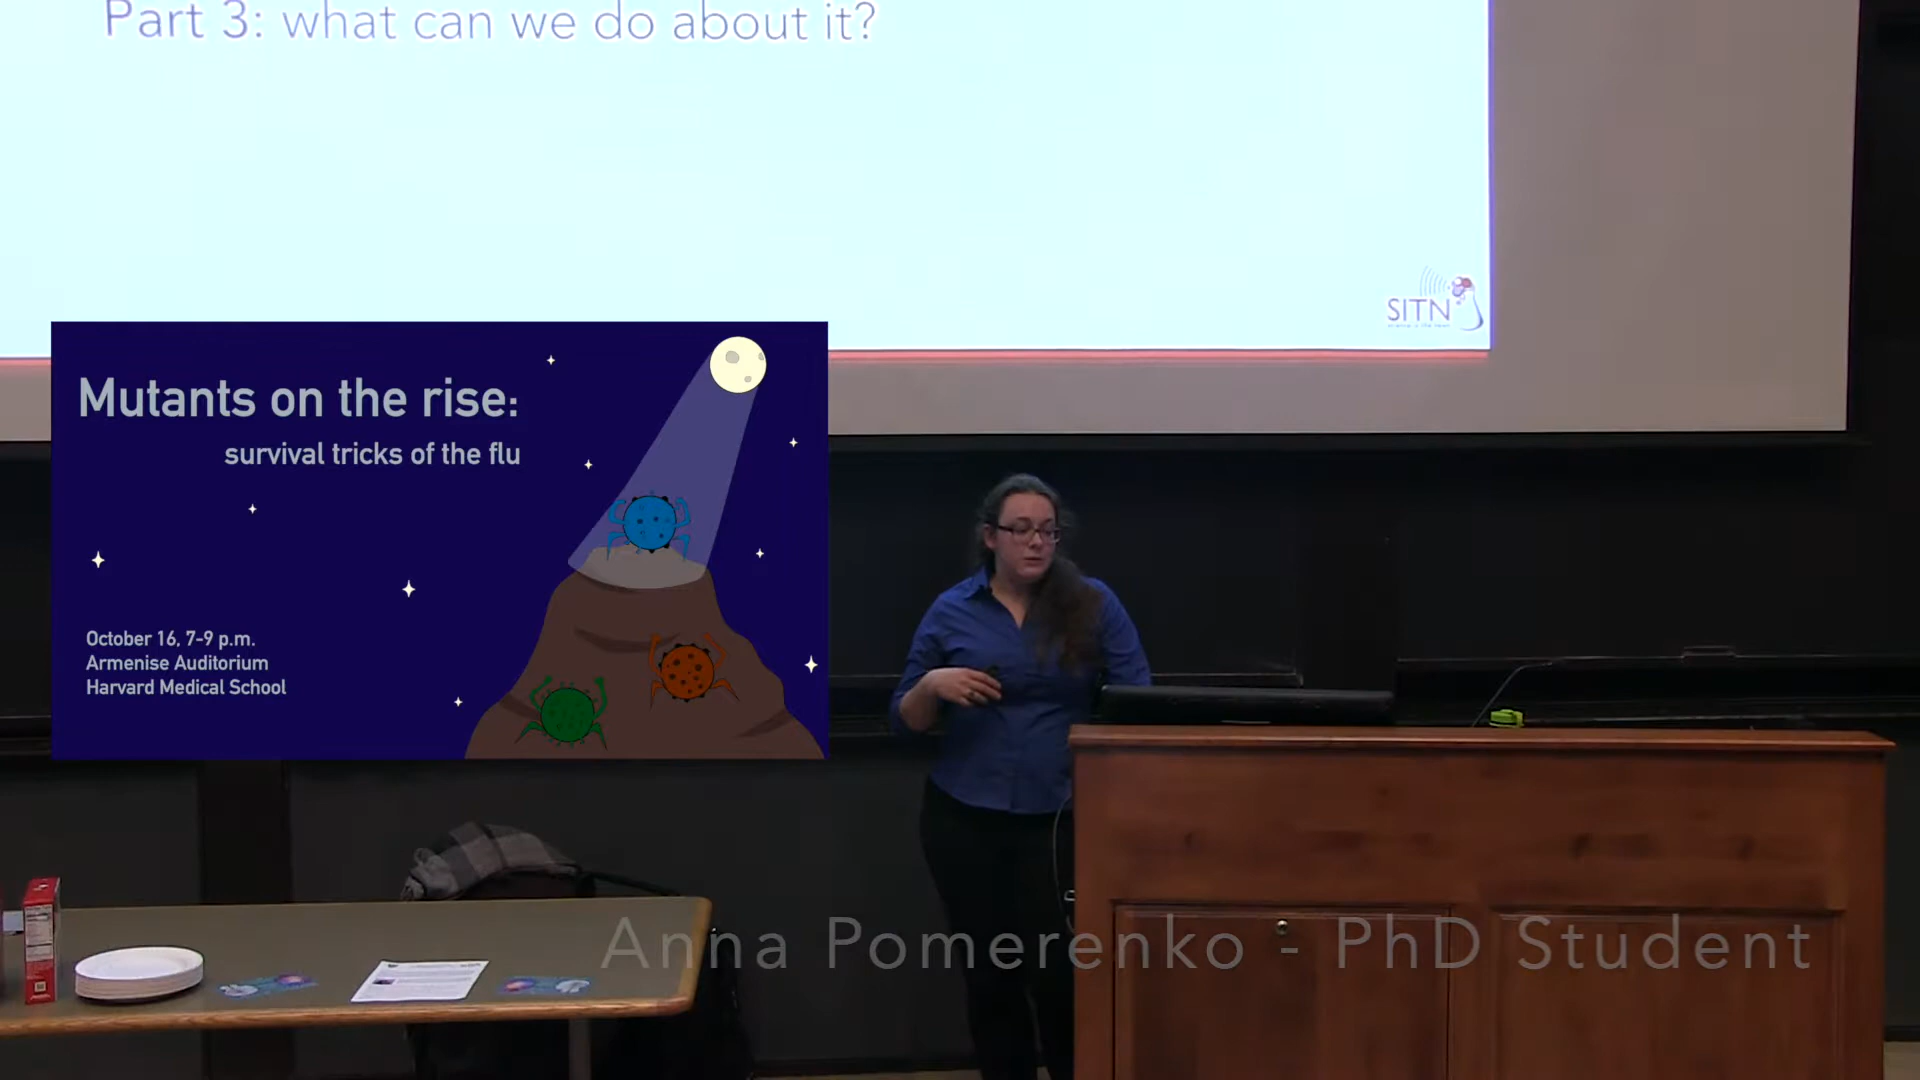 Part 3: what can we do about it?
SITN
Mutants on the rise:
survival tricks of the flu
October 16, 7-9 p.m.
Armenise Auditorium
Harvard Medical School
Anna Pomerenko - PhD Student